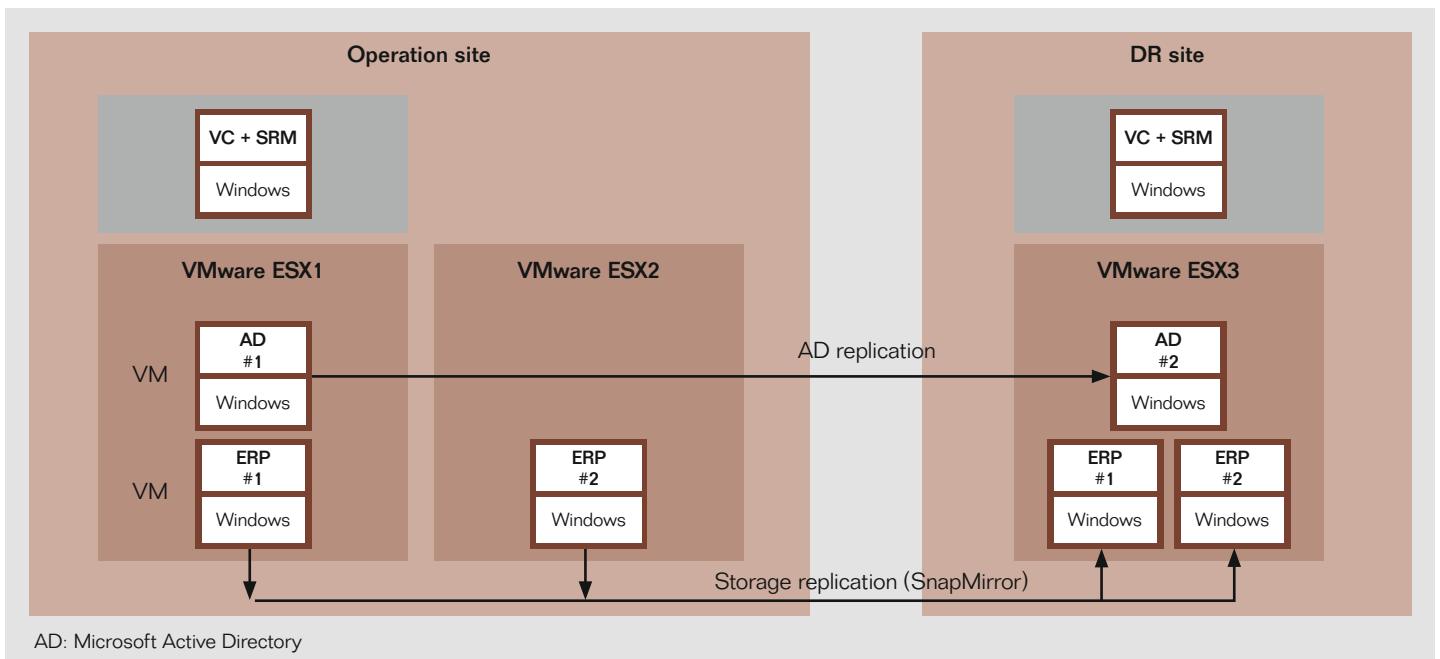 Operation site
VC + SRM
Windows
VMware ESX1
VMware ESX2
VM
AD
#1
Windows
VM
ERP
#1
Windows
ERP
#2
Windows
AD replication
Storage replication (SnapMirror)
DR site
VC + SRM
Windows
VMware ESX3
AD
#2
Windows
ERP
#1
Windows
ERP
#2
Windows
AD: Microsoft Active Directory